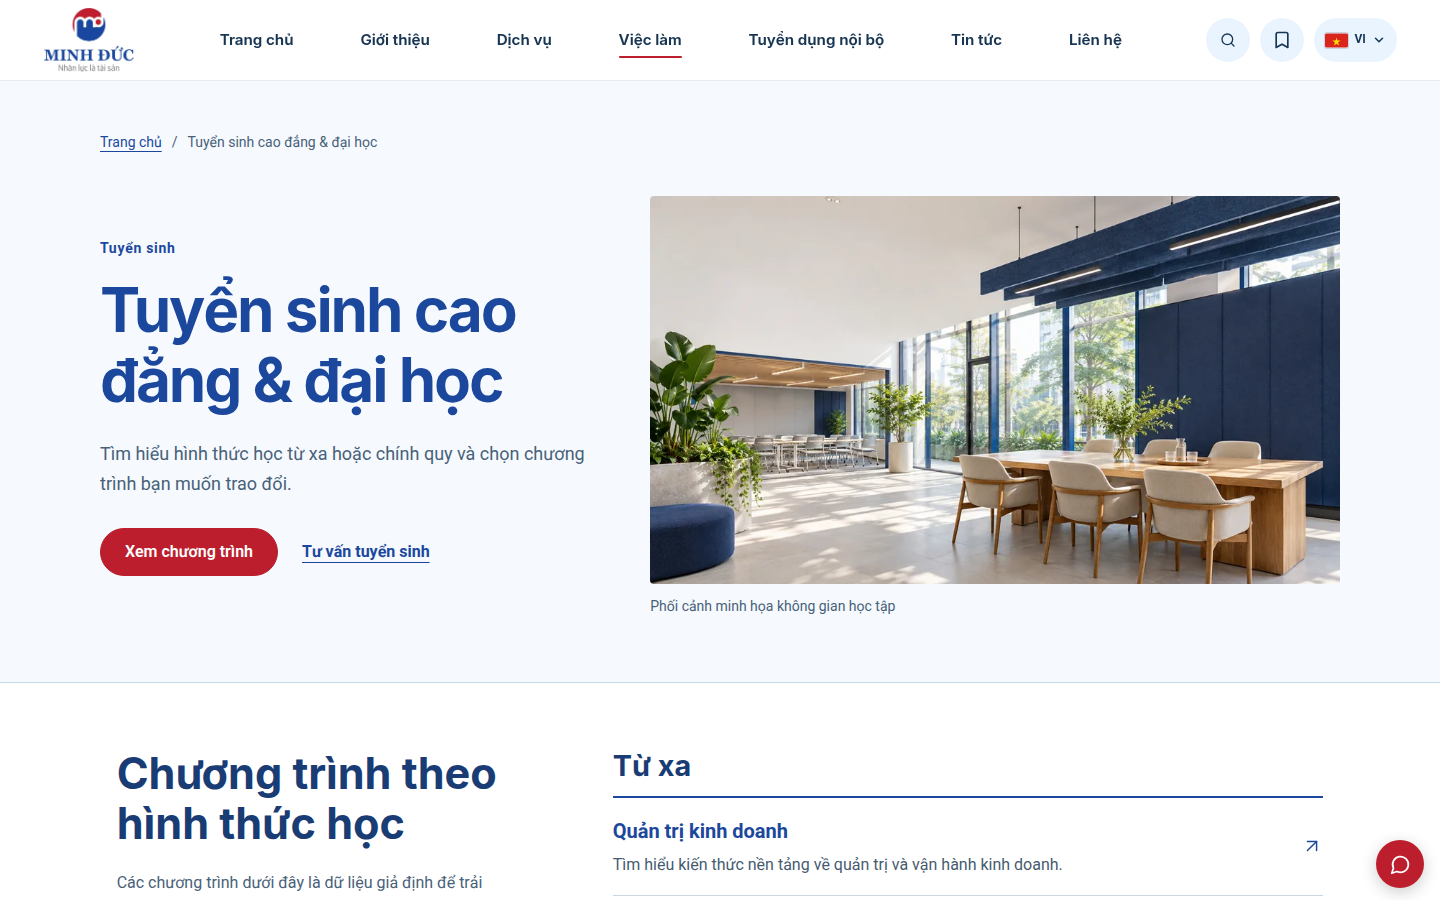 MINH ĐỨC
Nhân lực là tài sản
Trang chủ
Giới thiệu
Dịch vụ
Việc làm
Tuyển dụng nội bộ
Tin tức
Liên hệ
VI
Trang chủ / Tuyển sinh cao đẳng & đại học
Tuyển sinh
Tuyển sinh cao
đẳng & đại học
Tìm hiểu hình thức học từ xa hoặc chính quy và chọn chương
trình bạn muốn trao đổi.
Xem chương trình
Tư vấn tuyển sinh
Phối cảnh minh họa không gian học tập
Chương trình theo
hình thức học
Các chương trình dưới đây là dữ liệu giả định để trải
Từ xa
Quản trị kinh doanh
Tìm hiểu kiến thức nền tảng về quản trị và vận hành kinh doanh.